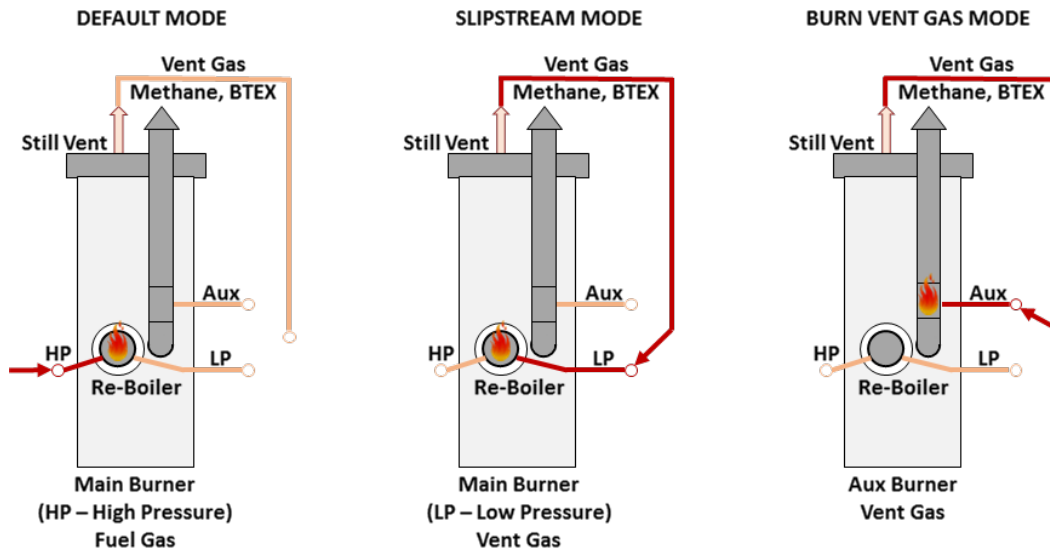 DEFAULT MODE
Vent Gas
Methane, BTEX
Still Vent
Aux
HP
LP
Re-Boiler
Main Burner
(HP – High Pressure)
Fuel Gas
SLIPSTREAM MODE
Vent Gas
Methane, BTEX
Still Vent
Aux
HP
LP
Re-Boiler
Main Burner
(LP – Low Pressure)
Vent Gas
BURN VENT GAS MODE
Vent Gas
Methane, BTEX
Still Vent
Aux
HP
LP
Re-Boiler
Aux Burner
Vent Gas